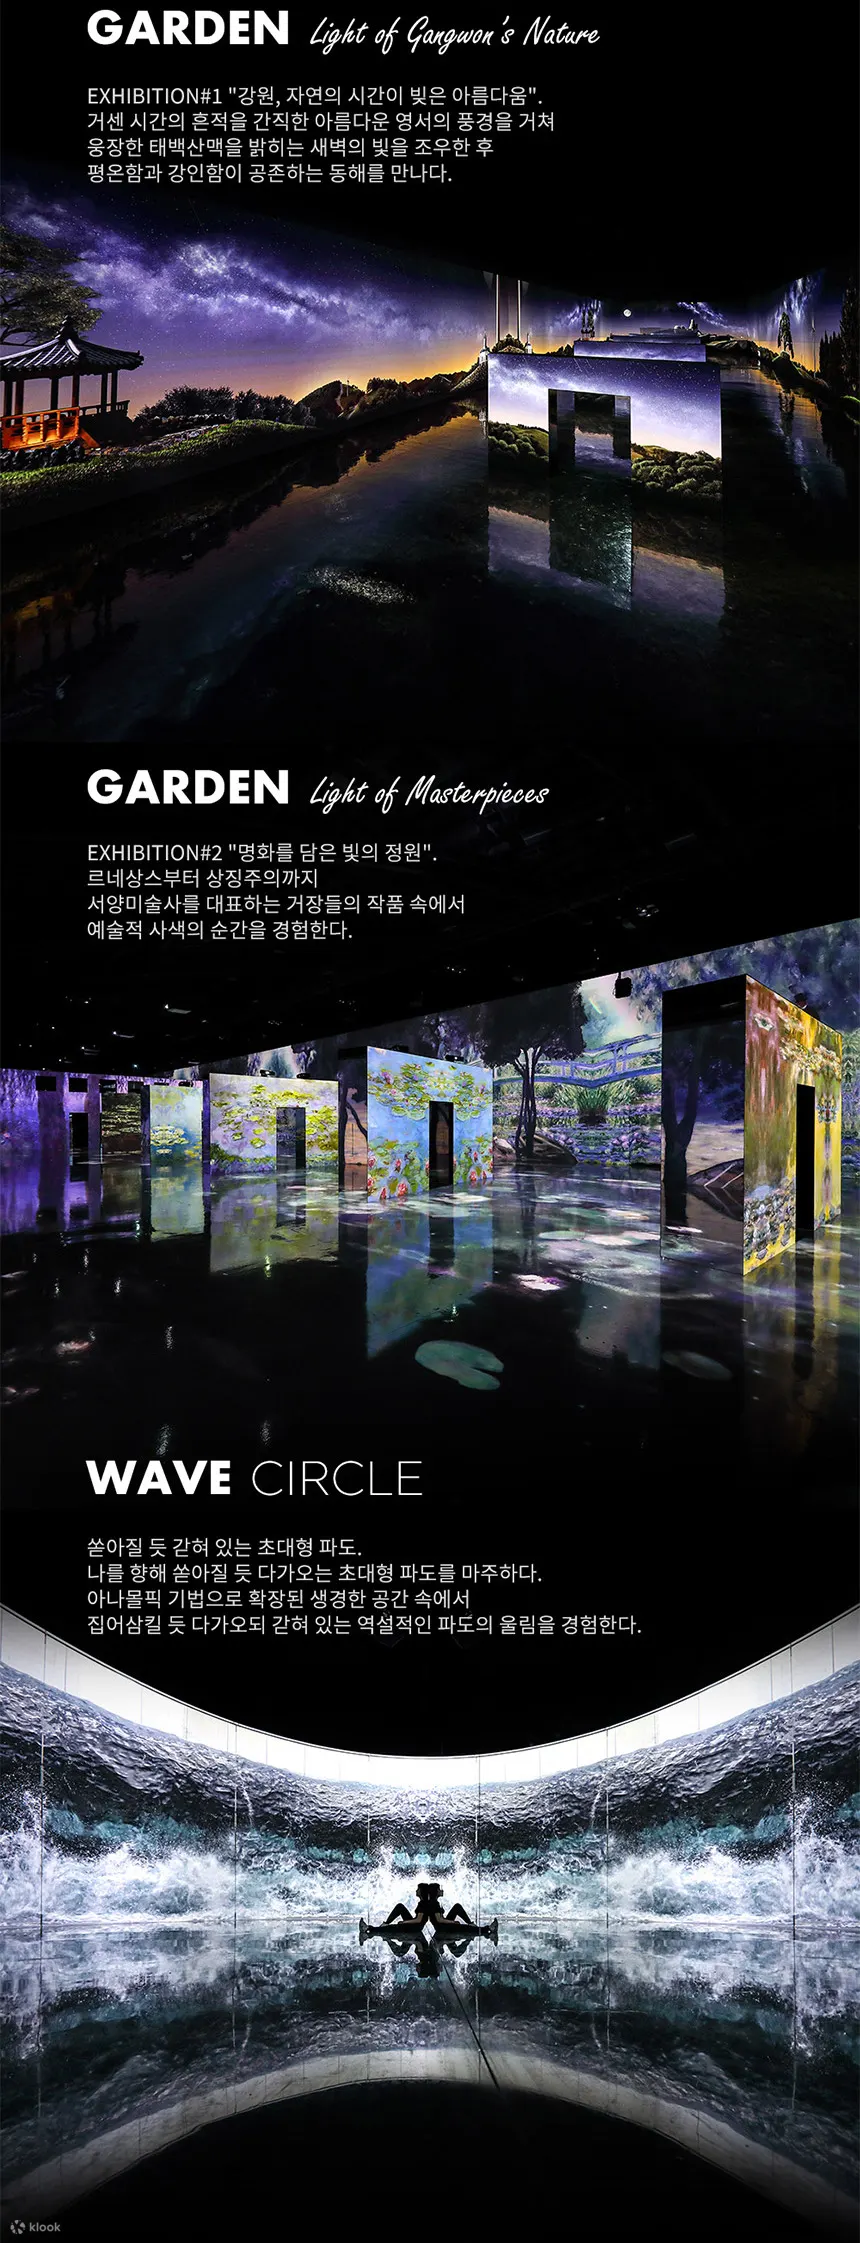 GARDEN Light of Gangwon's Nature
EXHIBITION#1 "강원, 자연의 시간이 빚은 아름다움".
거센 시간의 흔적을 간직한 아름다운 영서의 풍경을 거쳐
웅장한 태백산맥을 밝히는 새벽의 빛을 조우한 후
평온함과 강인함이 공존하는 동해를 만나다.
GARDEN Light of Masterpieces
EXHIBITION#2 "명화를 담은 빛의 정원".
르네상스부터 상징주의까지
서양미술사를 대표하는 거장들의 작품 속에서
예술적 사색의 순간을 경험한다.
WAVE CIRCLE
쏟아질 듯 갇혀 있는 초대형 파도.
나를 향해 쏟아질 듯 다가오는 초대형 파도를 마주하다.
아나몰픽 기법으로 확장된 생경한 공간 속에서
집어삼킬 듯 다가오되 갇혀 있는 역설적인 파도의 울림을 경험한다.
klook